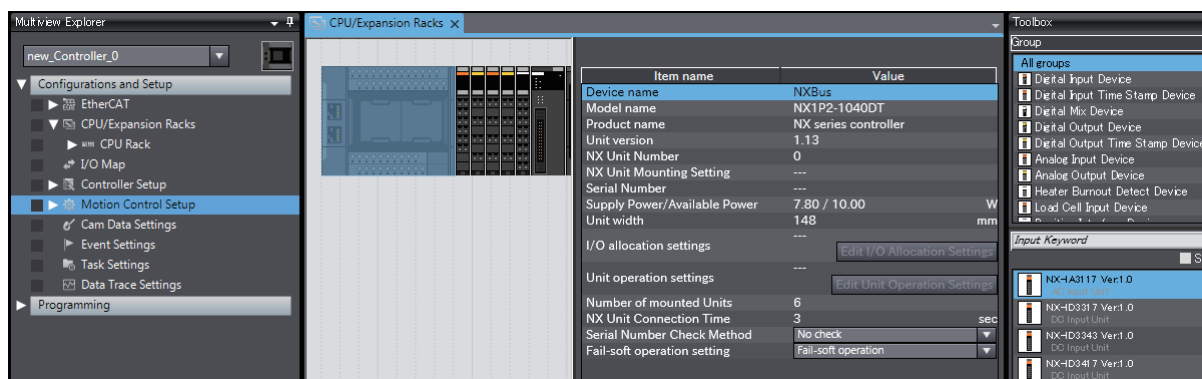 Multiview Explorer
new_Controller_0
Configurations and Setup
EtherCAT
CPU/Expansion Racks
CPU Rack
I/O Map
Controller Setup
Motion Control Setup
Cam Data Settings
Event Settings
Task Settings
Data Trace Settings
Programming
CPU/Expansion Racks
Item name Value
Device name NXBus
Model name NX1P2-1040DT
Product name NX series controller
Unit version 1.13
NX Unit Number 0
NX Unit Mounting Setting ---
Serial Number ---
Supply Power/Available Power 7.80 / 10.00 W
Unit width 148 mm
I/O allocation settings --- Edit I/O Allocation Settings
Unit operation settings --- Edit Unit Operation Settings
Number of mounted Units 6
NX Unit Connection Time 3 sec
Serial Number Check Method No check
Fail-soft operation setting Fail-soft operation
Toolbox
Group
All groups
Digital Input Device
Digital Input Time Stamp Device
Digital Mix Device
Digital Output Device
Digital Output Time Stamp Device
Analog Input Device
Analog Output Device
Heater Burnout Detect Device
Load Cell Input Device
Input Keyword
S
NX-IA3117 Ver.1.0
AC Input Unit
NX-ID3317 Ver.1.0
DC Input Unit
NX-ID3343 Ver.1.0
DC Input Unit
NX-ID3417 Ver.1.0
DC Input Unit